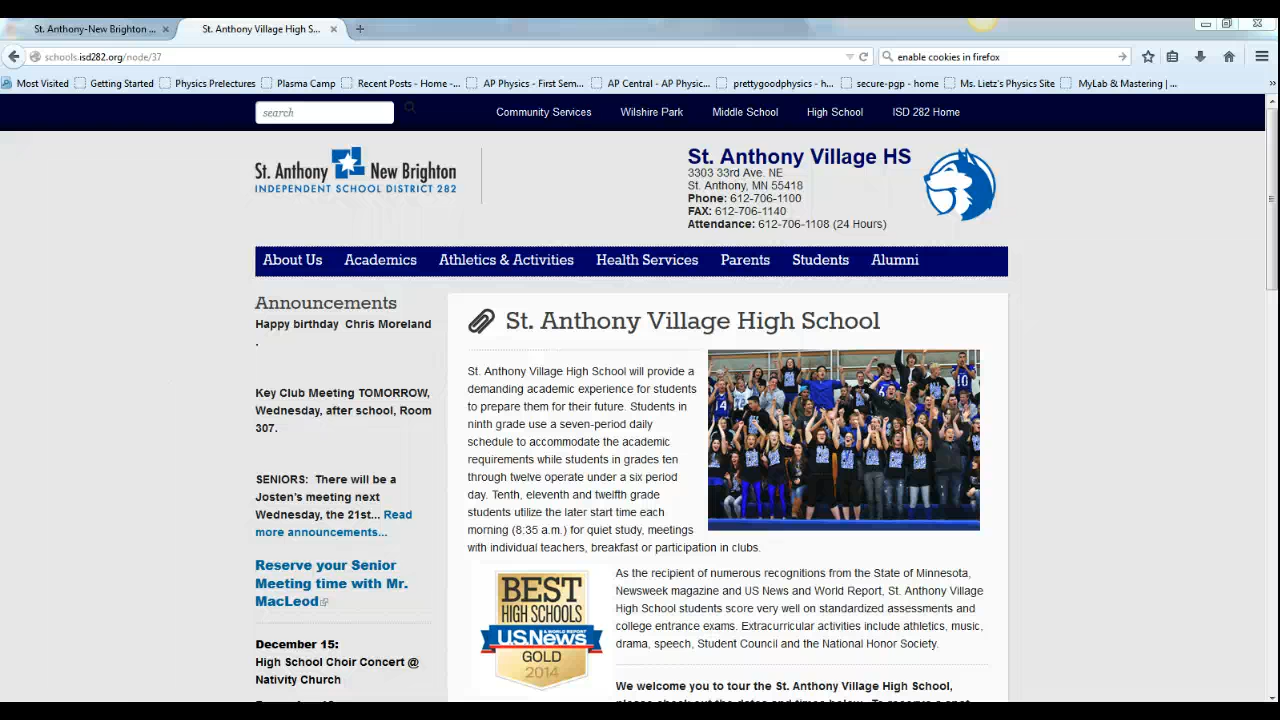 St. Anthony-New Brighton ...
St. Anthony Village High S...
schools.isd282.org/node/37
enable cookies in firefox
Most Visited
Getting Started
Physics Prelectures
Plasma Camp
Recent Posts - Home -...
AP Physics - First Sem...
AP Central - AP Physic...
prettygoodphysics - h...
secure-pgp - home
Ms. Lietz's Physics Site
MyLab & Mastering | ...
search
Community Services
Wilshire Park
Middle School
High School
ISD 282 Home
St. Anthony New Brighton
INDEPENDENT SCHOOL DISTRICT 282
St. Anthony Village HS
3303 33rd Ave. NE
St. Anthony, MN 55418
Phone: 612-706-1100
FAX: 612-706-1140
Attendance: 612-706-1108 (24 Hours)
About Us
Academics
Athletics & Activities
Health Services
Parents
Students
Alumni
Announcements
Happy birthday Chris Moreland
.
Key Club Meeting TOMORROW,
Wednesday, after school, Room
307.
SENIORS: There will be a
Josten's meeting next
Wednesday, the 21st... Read
more announcements...
Reserve your Senior
Meeting time with Mr.
MacLeod
December 15:
High School Choir Concert @
Nativity Church
St. Anthony Village High School
St. Anthony Village High School will provide a
demanding academic experience for students
to prepare them for their future. Students in
ninth grade use a seven-period daily
schedule to accommodate the academic
requirements while students in grades ten
through twelve operate under a six period
day. Tenth, eleventh and twelfth grade
students utilize the later start time each
morning (8:35 a.m.) for quiet study, meetings
with individual teachers, breakfast or participation in clubs.
BEST
HIGH SCHOOLS
U.S.News
& WORLD REPORT
GOLD
2014
As the recipient of numerous recognitions from the State of Minnesota,
Newsweek magazine and US News and World Report, St. Anthony Village
High School students score very well on standardized assessments and
college entrance exams. Extracurricular activities include athletics, music,
drama, speech, Student Council and the National Honor Society.
We welcome you to tour the St. Anthony Village High School,